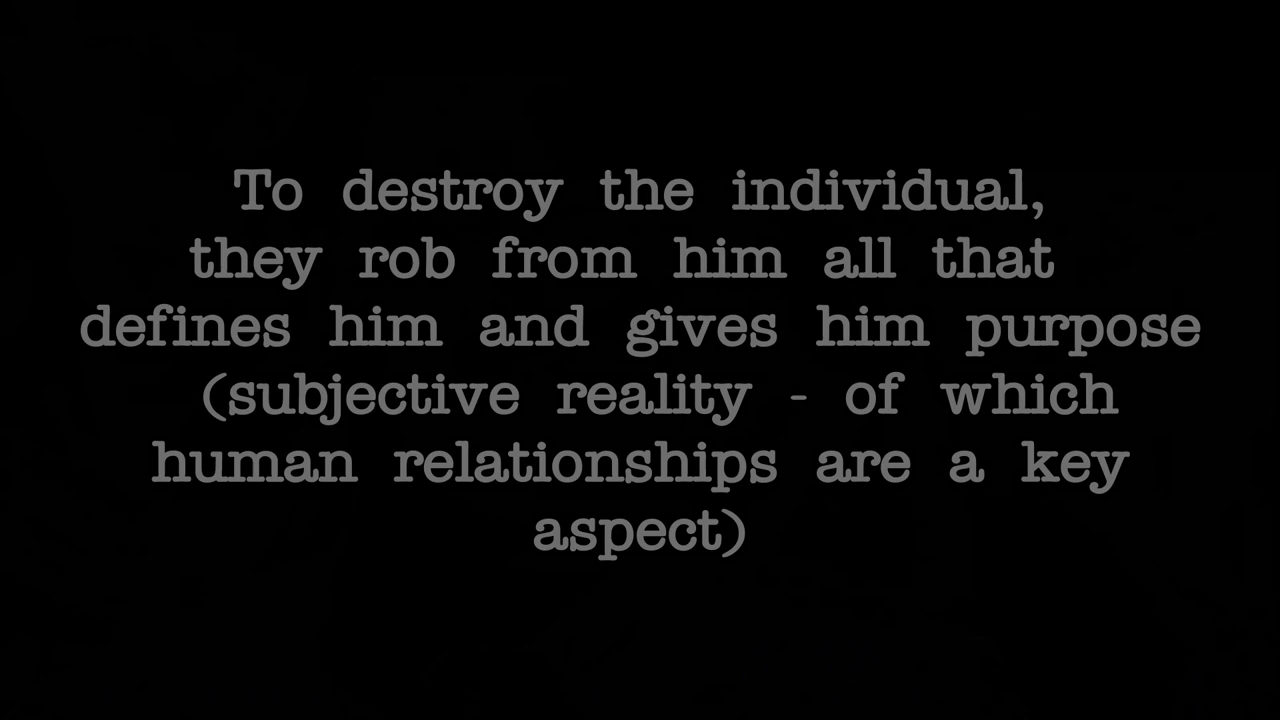 To destroy the individual,
they rob from him all that
defines him and gives him purpose
(subjective reality - of which
human relationships are a key
aspect)